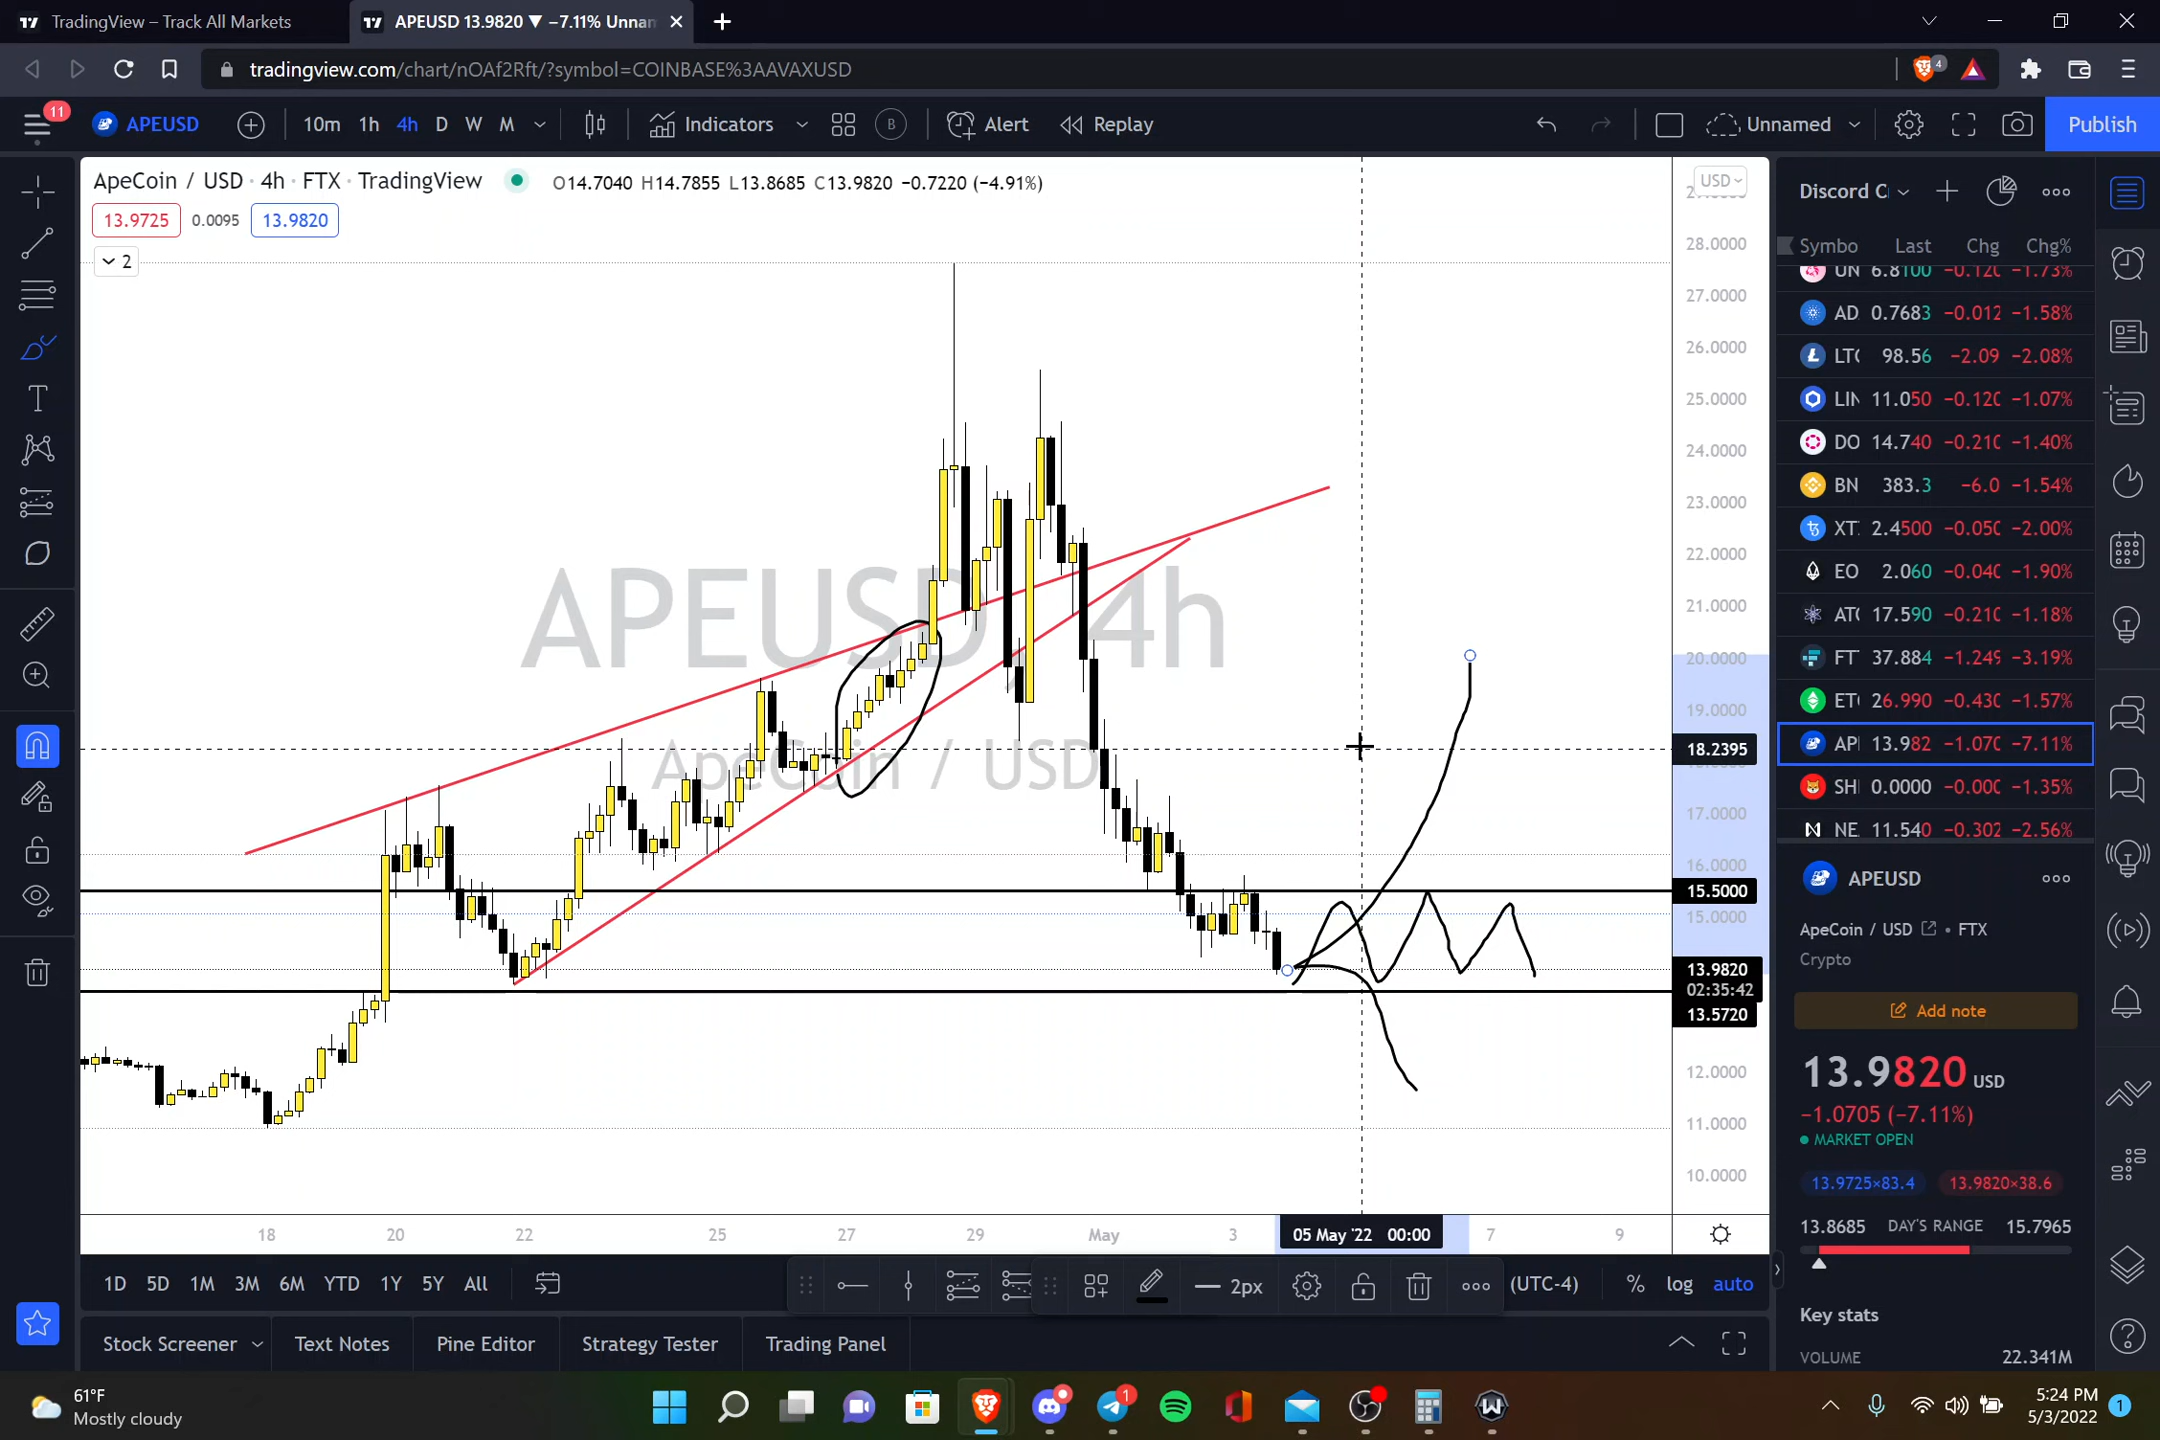 TradingView – Track All Markets
APEUSD 13.9820 ▼ −7.11% Unnan
tradingview.com/chart/nOAf2Rft/?symbol=COINBASE%3AAVAXUSD
4
11
APEUSD
10m 1h 4h D W M
Indicators
B
Alert
Replay
Unnamed
Publish
ApeCoin / USD · 4h · FTX · TradingView
O14.7040 H14.7855 L13.8685 C13.9820 −0.7220 (−4.91%)
13.9725 0.0095 13.9820
2
APEUSD, 4h
ApeCoin / USD
USD
28.0000
27.0000
26.0000
25.0000
24.0000
23.0000
22.0000
21.0000
20.0000
19.0000
18.2395
17.0000
16.0000
15.5000
15.0000
13.9820
02:35:42
13.5720
12.0000
11.0000
10.0000
18 20 22 25 27 29 May 3 05 May '22 00:00 7 9
1D 5D 1M 3M 6M YTD 1Y 5Y All
2px
(UTC-4) % log auto
Stock Screener Text Notes Pine Editor Strategy Tester Trading Panel
Discord C
Symbo Last Chg Chg%
UN 6.8100 −0.120 −1.73%
AD 0.7683 −0.012 −1.58%
LTC 98.56 −2.09 −2.08%
LIN 11.050 −0.120 −1.07%
DO 14.740 −0.210 −1.40%
BN 383.3 −6.0 −1.54%
XT 2.4500 −0.050 −2.00%
EO 2.060 −0.040 −1.90%
ATO 17.590 −0.210 −1.18%
FT 37.884 −1.249 −3.19%
ETC 26.990 −0.430 −1.57%
API 13.982 −1.070 −7.11%
SHI 0.0000 −0.000 −1.35%
NE 11.540 −0.302 −2.56%
APEUSD
ApeCoin / USD • FTX
Crypto
Add note
13.9820 USD
−1.0705 (−7.11%)
MARKET OPEN
13.9725×83.4 13.9820×38.6
13.8685 DAY'S RANGE 15.7965
Key stats
VOLUME 22.341M
61°F
Mostly cloudy
1
5:24 PM
5/3/2022
1